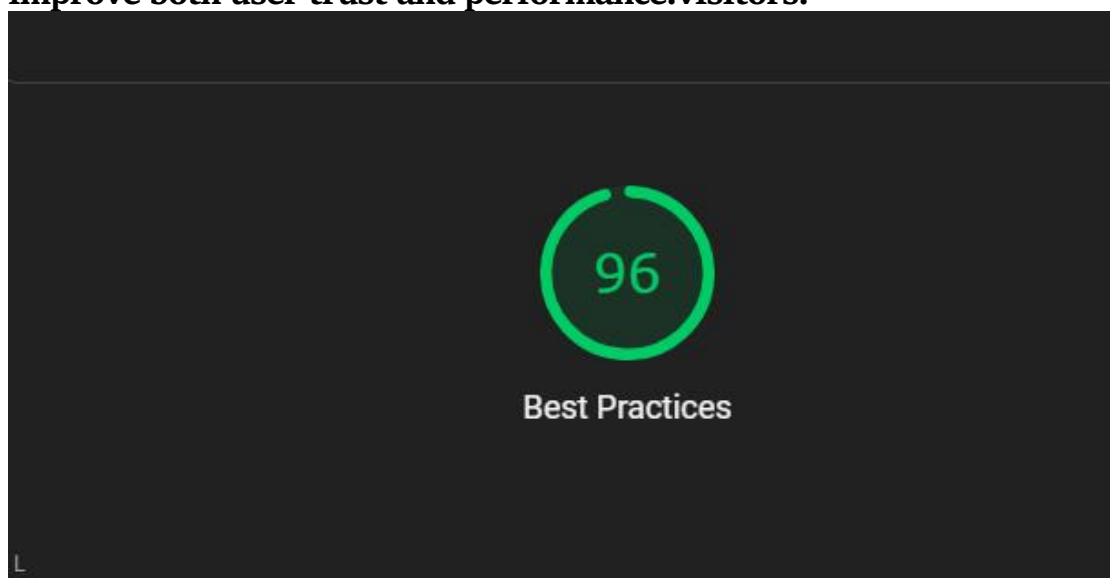 improve both user trust and performance.visitors.
96
Best Practices
L